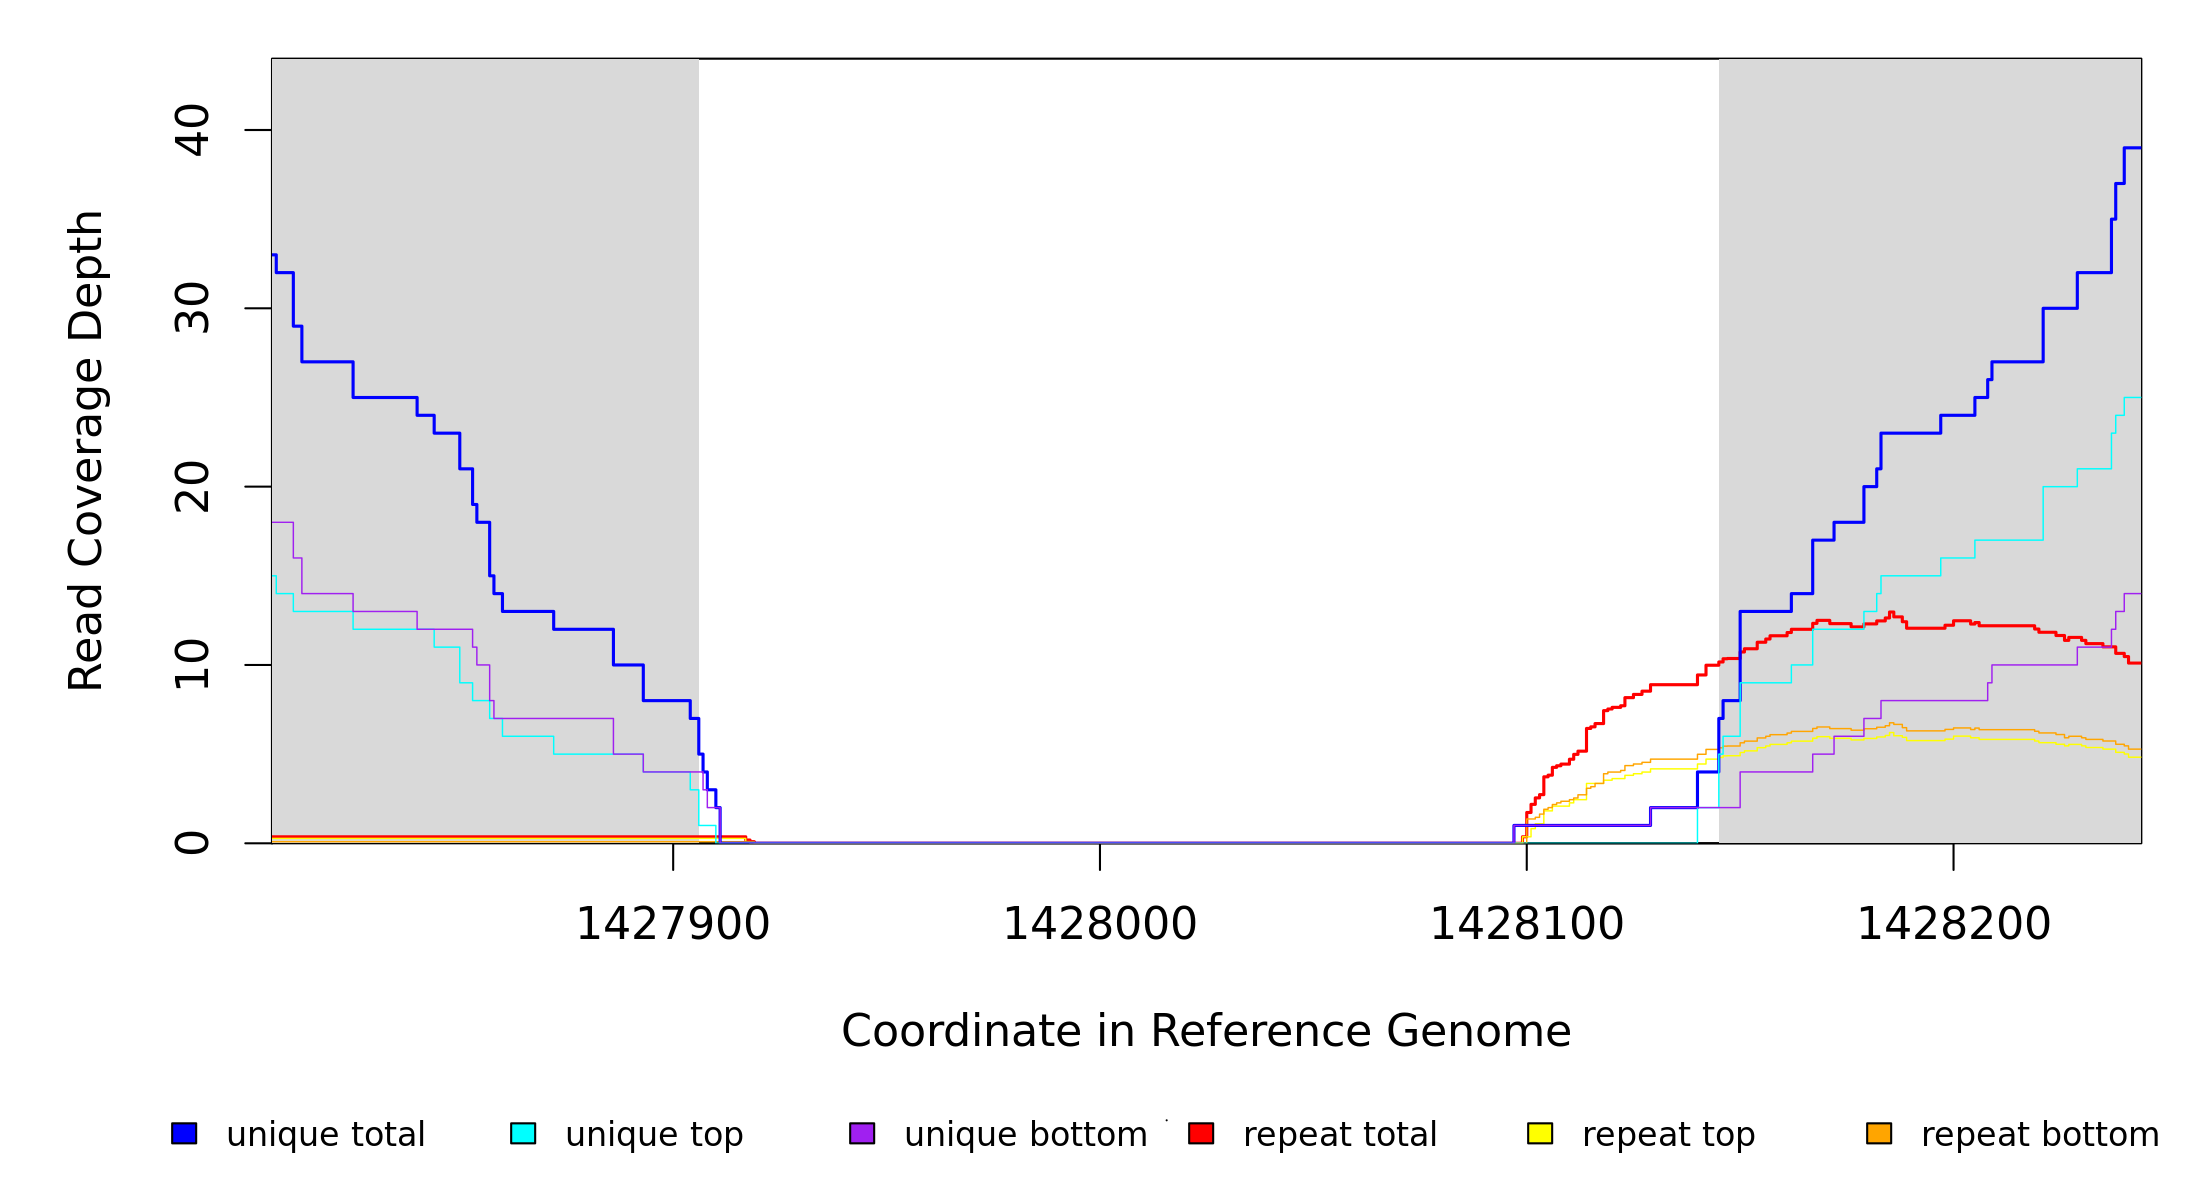 40
30
20
10
0
Read Coverage Depth
1427900 1428000 1428100 1428200
Coordinate in Reference Genome
unique total unique top unique bottom repeat total repeat top repeat bottom